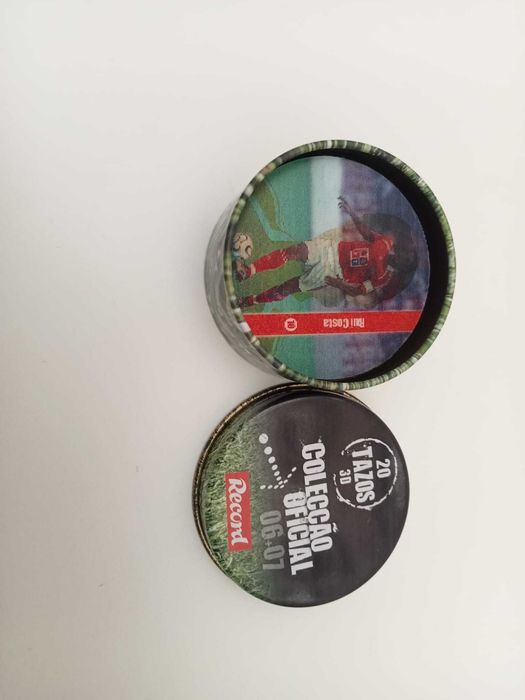 Rui Costa
20
TAZOS
3D
COLECÇÃO
OFICIAL
06+07
Record